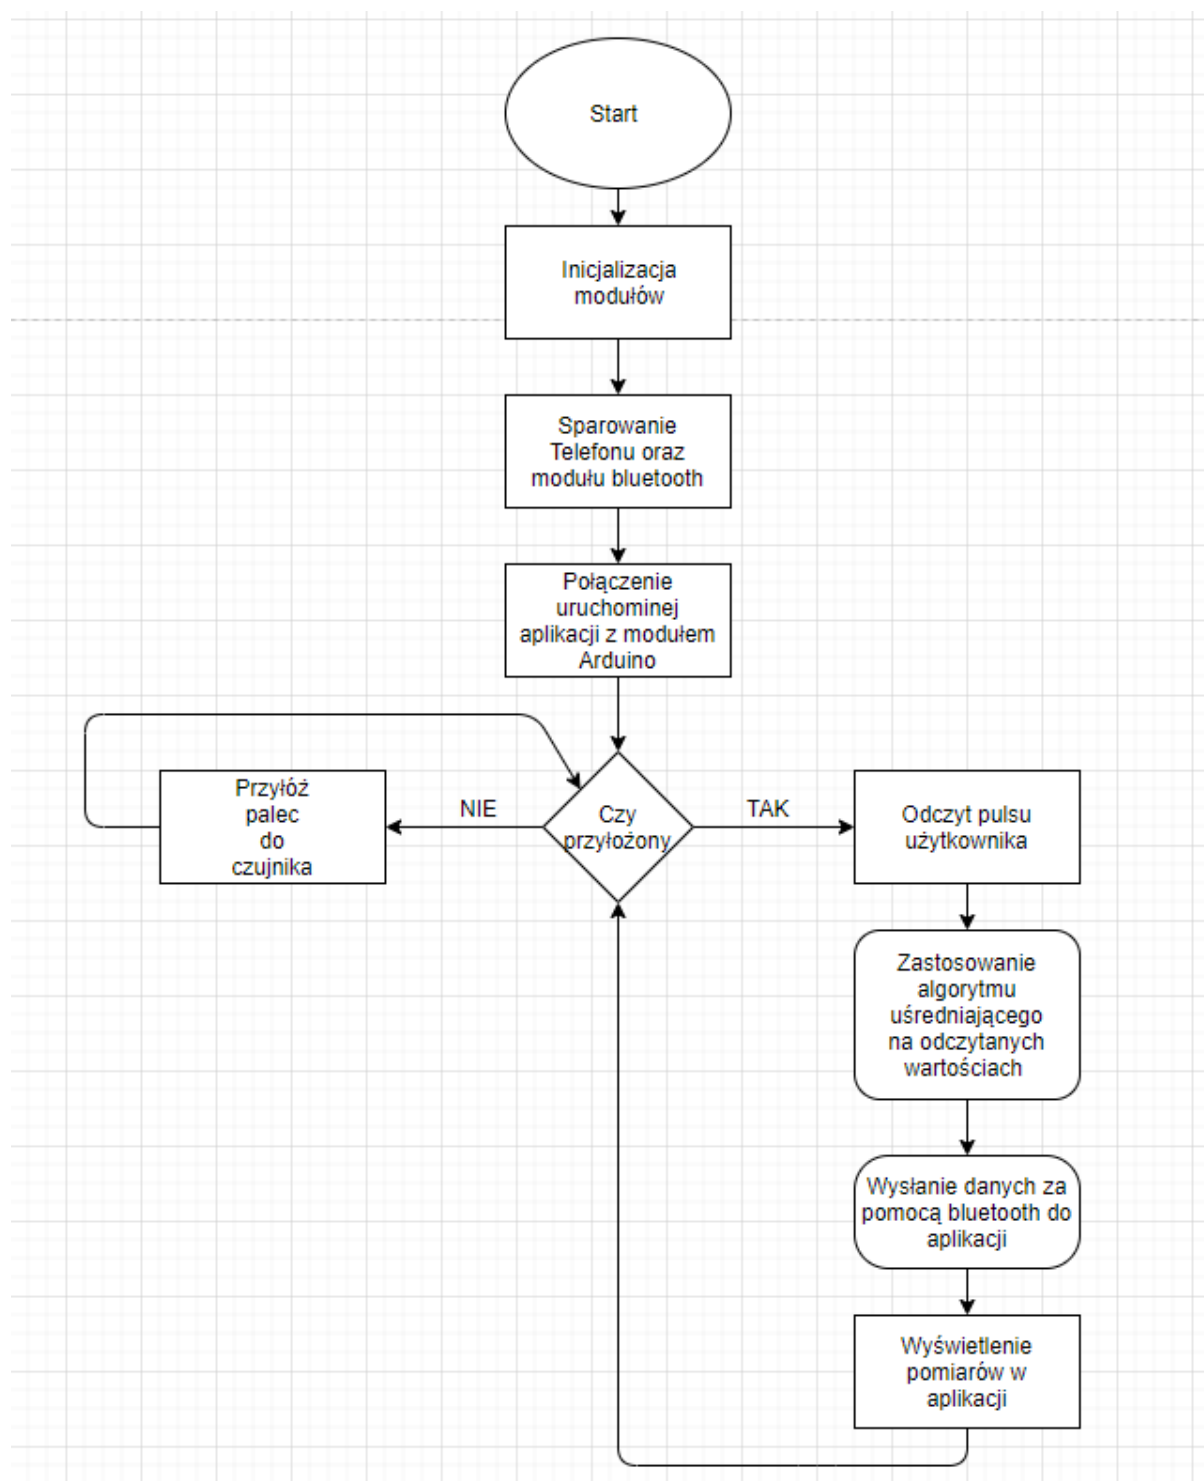 Start
Inicjalizacja
modułów
Sparowanie
Telefonu oraz
modułu bluetooth
Połączenie
uruchominej
aplikacji z modułem
Arduino
Przyłóż
palec
do
czujnika
NIE
Czy
przyłożony
TAK
Odczyt pulsu
użytkownika
Zastosowanie
algorytmu
uśredniającego
na odczytanych
wartościach
Wysłanie danych za
pomocą bluetooth do
aplikacji
Wyświetlenie
pomiarów w
aplikacji